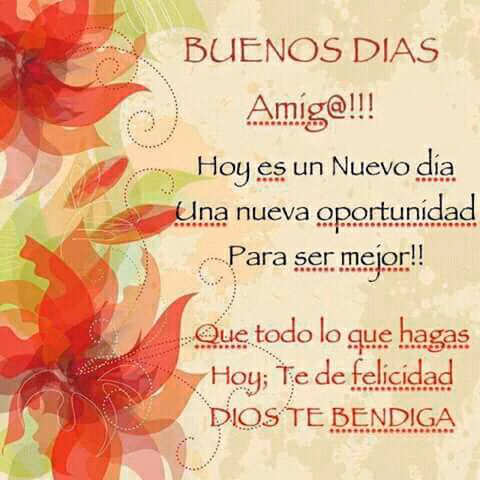 BUENOS DIAS
Amig@!!!
Hoy es un Nuevo día
Una nueva oportunidad
Para ser mejor!!
Que todo lo que hagas
Hoy; Te de felicidad
DIOS TE BENDIGA